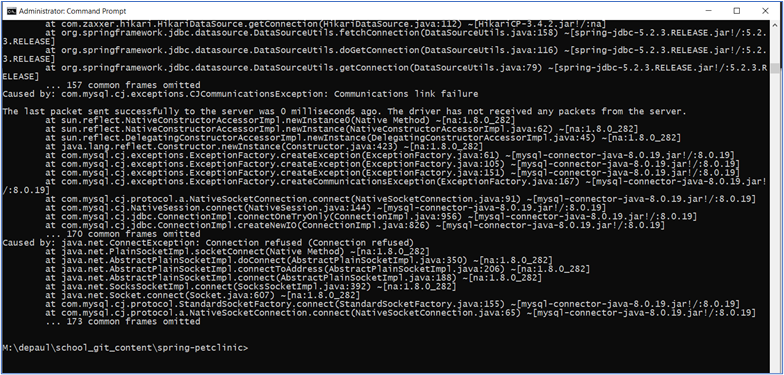 Administrator: Command Prompt
at com.zaxxer.hikari.HikariDataSource.getConnection(HikariDataSource.java:112) ~[HikariCP-3.4.2.jar!/:na]
at org.springframework.jdbc.datasource.DataSourceUtils.fetchConnection(DataSourceUtils.java:158) ~[spring-jdbc-5.2.3.RELEASE.jar!/:5.2.
3.RELEASE]
at org.springframework.jdbc.datasource.DataSourceUtils.doGetConnection(DataSourceUtils.java:116) ~[spring-jdbc-5.2.3.RELEASE.jar!/:5.2.
3.RELEASE]
at org.springframework.jdbc.datasource.DataSourceUtils.getConnection(DataSourceUtils.java:79) ~[spring-jdbc-5.2.3.RELEASE.jar!/:5.2.3.R
ELEASE]
... 157 common frames omitted
Caused by: com.mysql.cj.exceptions.CJCommunicationsException: Communications link failure

The last packet sent successfully to the server was 0 milliseconds ago. The driver has not received any packets from the server.
at sun.reflect.NativeConstructorAccessorImpl.newInstance0(Native Method) ~[na:1.8.0_282]
at sun.reflect.NativeConstructorAccessorImpl.newInstance(NativeConstructorAccessorImpl.java:62) ~[na:1.8.0_282]
at sun.reflect.DelegatingConstructorAccessorImpl.newInstance(DelegatingConstructorAccessorImpl.java:45) ~[na:1.8.0_282]
at java.lang.reflect.Constructor.newInstance(Constructor.java:423) ~[na:1.8.0_282]
at com.mysql.cj.exceptions.ExceptionFactory.createException(ExceptionFactory.java:61) ~[mysql-connector-java-8.0.19.jar!/:8.0.19]
at com.mysql.cj.exceptions.ExceptionFactory.createException(ExceptionFactory.java:105) ~[mysql-connector-java-8.0.19.jar!/:8.0.19]
at com.mysql.cj.exceptions.ExceptionFactory.createException(ExceptionFactory.java:151) ~[mysql-connector-java-8.0.19.jar!/:8.0.19]
at com.mysql.cj.exceptions.ExceptionFactory.createCommunicationsException(ExceptionFactory.java:167) ~[mysql-connector-java-8.0.19.jar!
/:8.0.19]
at com.mysql.cj.protocol.a.NativeSocketConnection.connect(NativeSocketConnection.java:91) ~[mysql-connector-java-8.0.19.jar!/:8.0.19]
at com.mysql.cj.NativeSession.connect(NativeSession.java:144) ~[mysql-connector-java-8.0.19.jar!/:8.0.19]
at com.mysql.cj.jdbc.ConnectionImpl.connectOneTryOnly(ConnectionImpl.java:956) ~[mysql-connector-java-8.0.19.jar!/:8.0.19]
at com.mysql.cj.jdbc.ConnectionImpl.createNewIO(ConnectionImpl.java:826) ~[mysql-connector-java-8.0.19.jar!/:8.0.19]
... 170 common frames omitted
Caused by: java.net.ConnectException: Connection refused (Connection refused)
at java.net.PlainSocketImpl.socketConnect(Native Method) ~[na:1.8.0_282]
at java.net.AbstractPlainSocketImpl.doConnect(AbstractPlainSocketImpl.java:350) ~[na:1.8.0_282]
at java.net.AbstractPlainSocketImpl.connectToAddress(AbstractPlainSocketImpl.java:206) ~[na:1.8.0_282]
at java.net.AbstractPlainSocketImpl.connect(AbstractPlainSocketImpl.java:188) ~[na:1.8.0_282]
at java.net.SocksSocketImpl.connect(SocksSocketImpl.java:392) ~[na:1.8.0_282]
at java.net.Socket.connect(Socket.java:607) ~[na:1.8.0_282]
at com.mysql.cj.protocol.StandardSocketFactory.connect(StandardSocketFactory.java:155) ~[mysql-connector-java-8.0.19.jar!/:8.0.19]
at com.mysql.cj.protocol.a.NativeSocketConnection.connect(NativeSocketConnection.java:65) ~[mysql-connector-java-8.0.19.jar!/:8.0.19]
... 173 common frames omitted

M:\depaul\school_git_content\spring-petclinic>